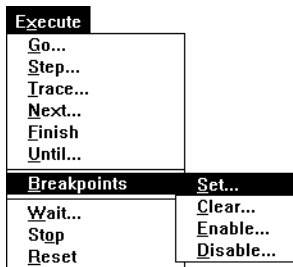 Execute
Go...
Step...
Trace...
Next...
Finish
Until...
Breakpoints
Set...
Clear...
Enable...
Disable...
Wait...
Stop
Reset